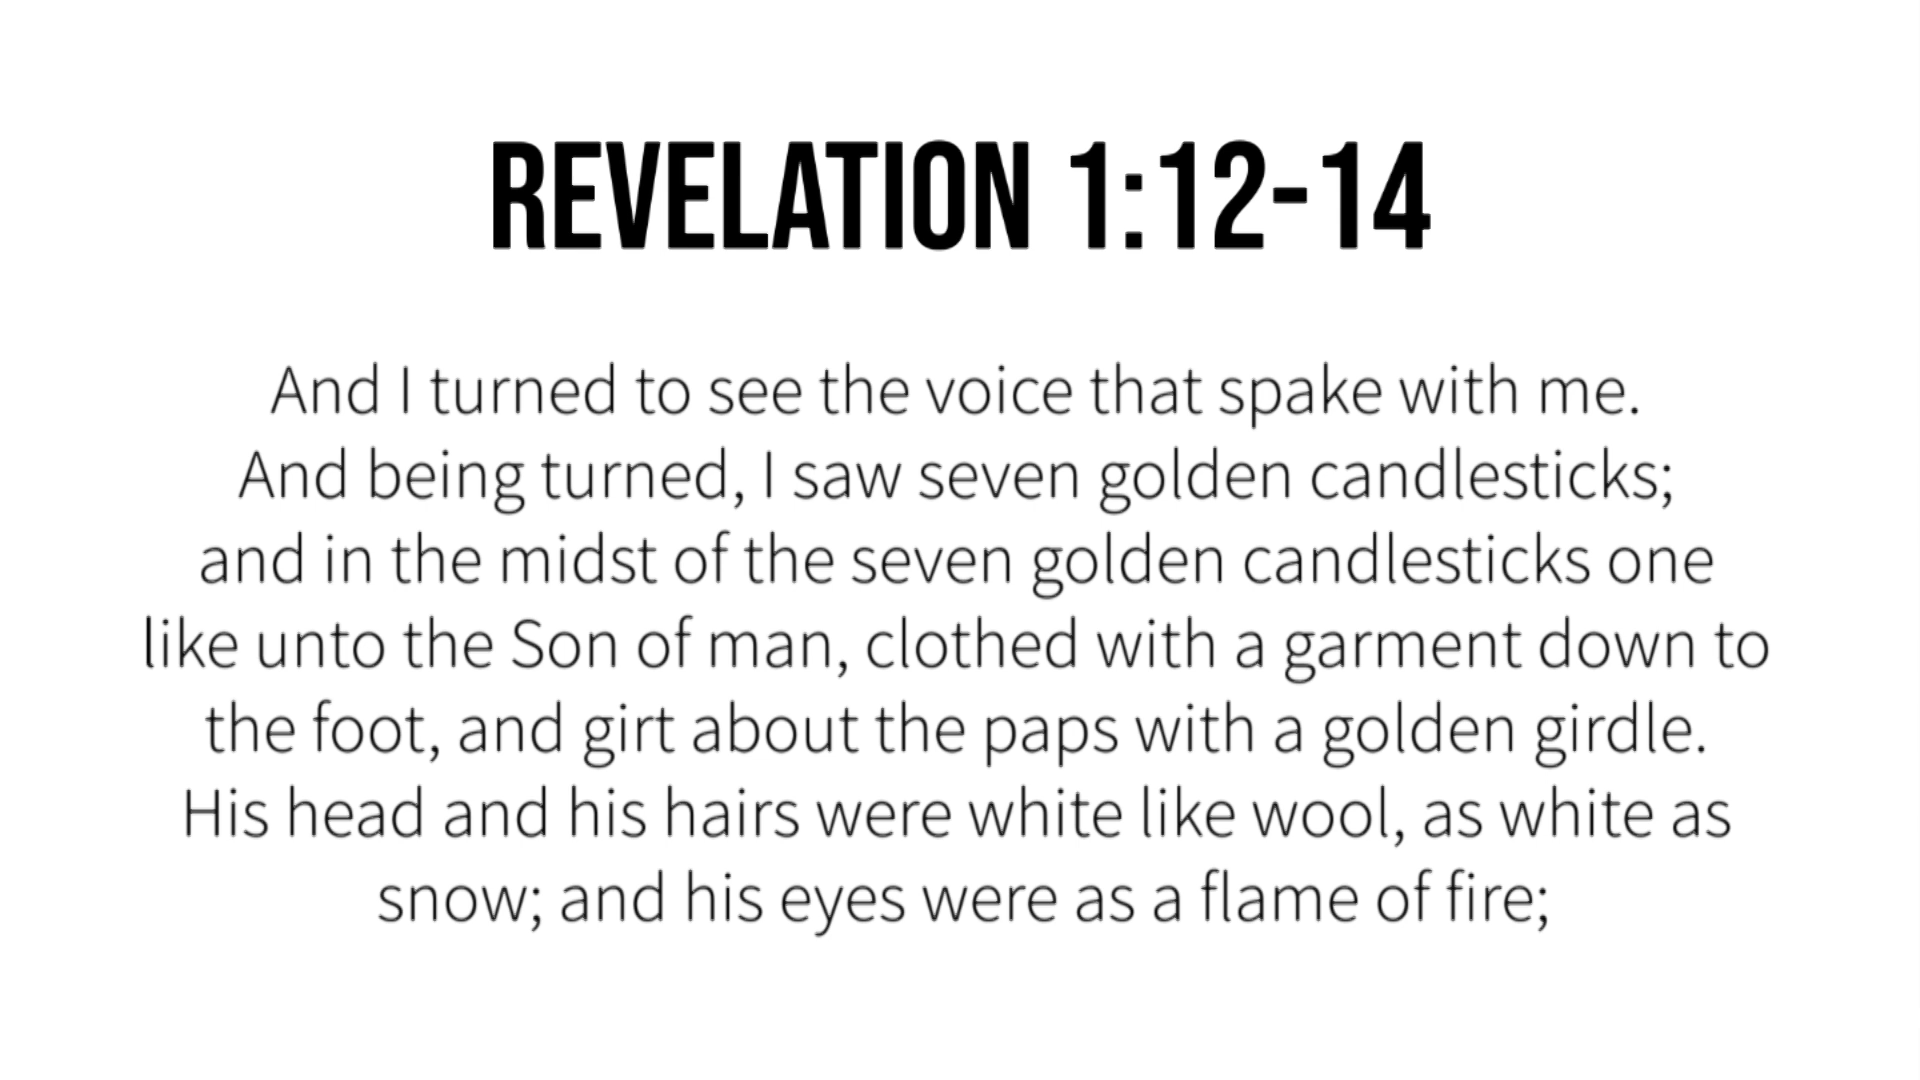 REVELATION 1:12-14
And I turned to see the voice that spake with me.
And being turned, I saw seven golden candlesticks;
and in the midst of the seven golden candlesticks one
like unto the Son of man, clothed with a garment down to
the foot, and girt about the paps with a golden girdle.
His head and his hairs were white like wool, as white as
snow; and his eyes were as a flame of fire;